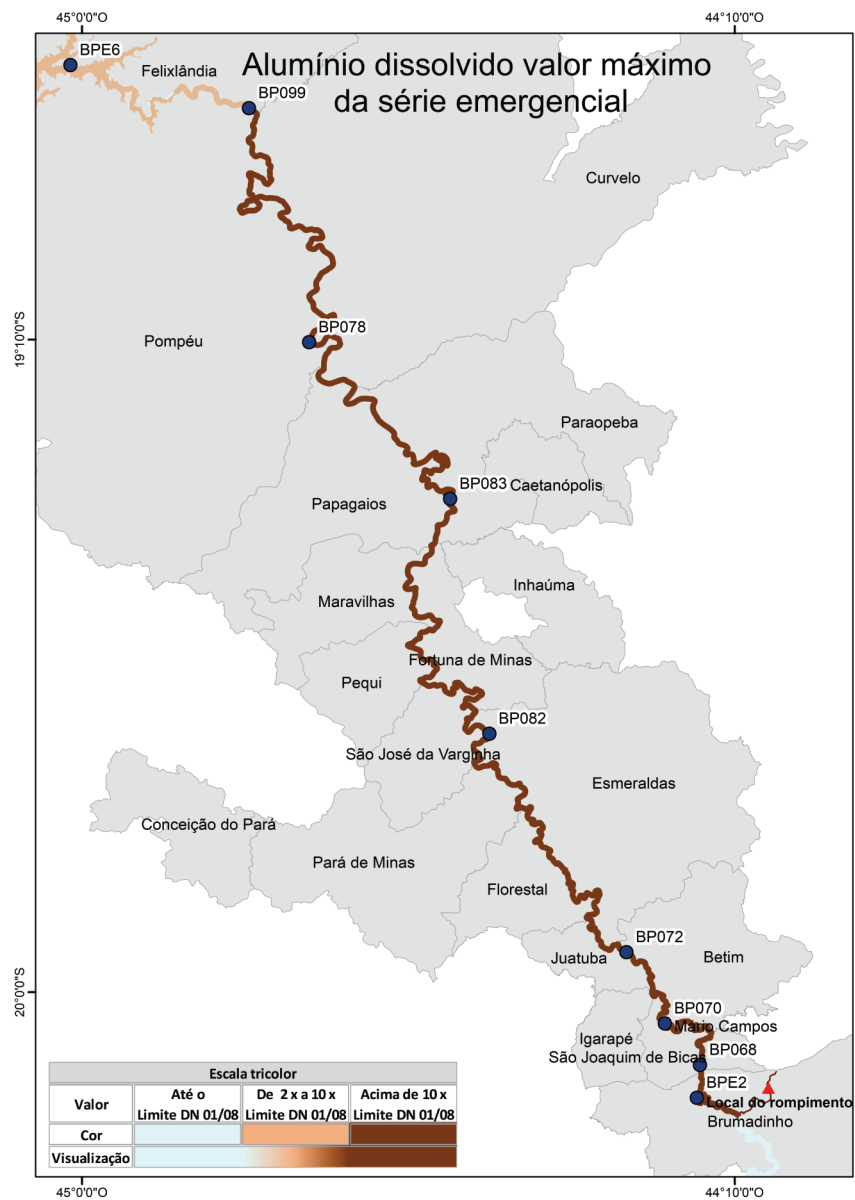 45°0'0"O
44°10'0"O
BPE6
Felixlândia
Alumínio dissolvido valor máximo
da série emergencial
BP099
Curvelo
19°10'0"S
BP078
Pompéu
Paraopeba
BP083
Caetanópolis
Papagaios
Inhaúma
Maravilhas
Fortuna de Minas
Pequi
BP082
São José da Varginha
Esmeraldas
Conceição do Pará
Pará de Minas
Florestal
BP072
Juatuba
Betim
20°0'0"S
BP070
Mário Campos
Igarapé
BP068
São Joaquim de Bicas
BPE2
Local do rompimento
Brumadinho
Escala tricolor
Valor
Até o
Limite DN 01/08
De 2 x a 10 x
Limite DN 01/08
Acima de 10 x
Limite DN 01/08
Cor
Visualização
45°0'0"O
44°10'0"O